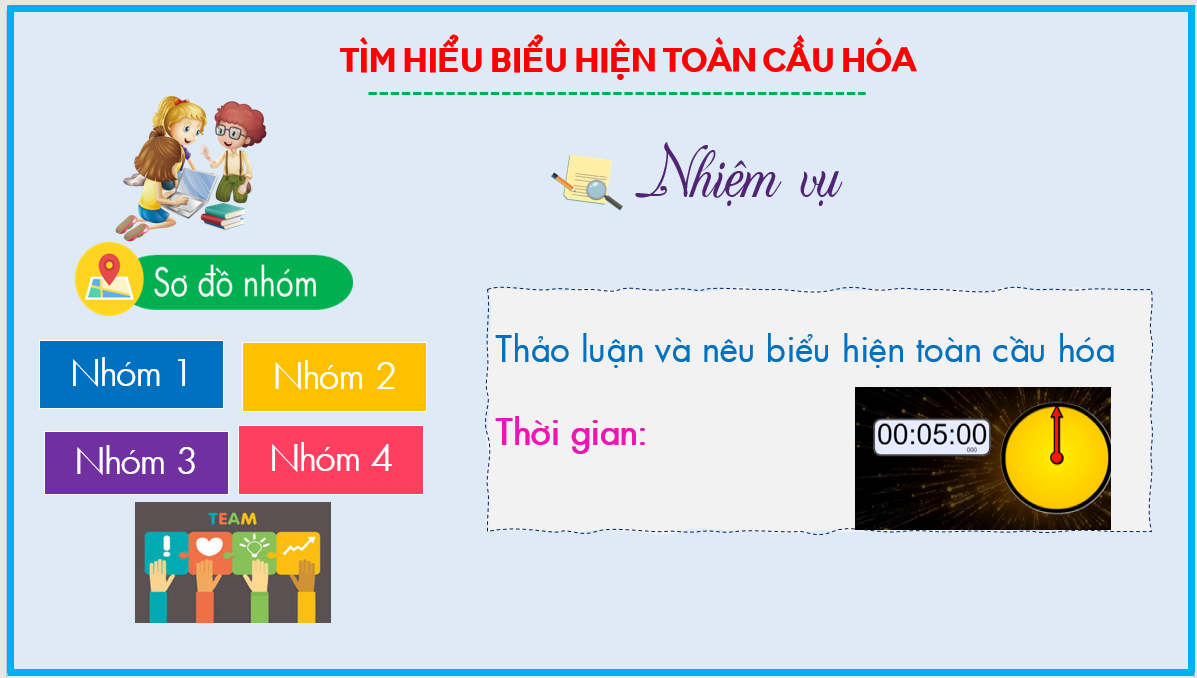 TÌM HIỂU BIỂU HIỆN TOÀN CẦU HÓA
Nhiệm vụ
Sơ đồ nhóm
Nhóm 1
Nhóm 2
Nhóm 3
Nhóm 4
TEAM
Thảo luận và nêu biểu hiện toàn cầu hóa
Thời gian:
00:05:00
000